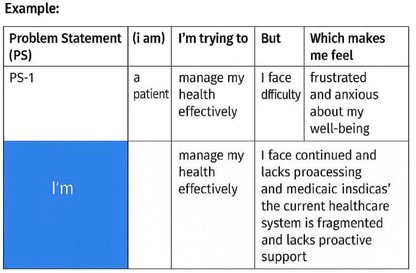 Example:
Problem Statement (i am) I'm trying to But Which makes
(PS) me feel
PS-1 a manage my I face frustrated
patient health dfficulty and anxious
effectively about my
well-being
I'm manage my I face continued and
health lacks proacessing
effectively and medicaic insdicas'
the current healthcare
system is fragmented
and lacks proactive
support